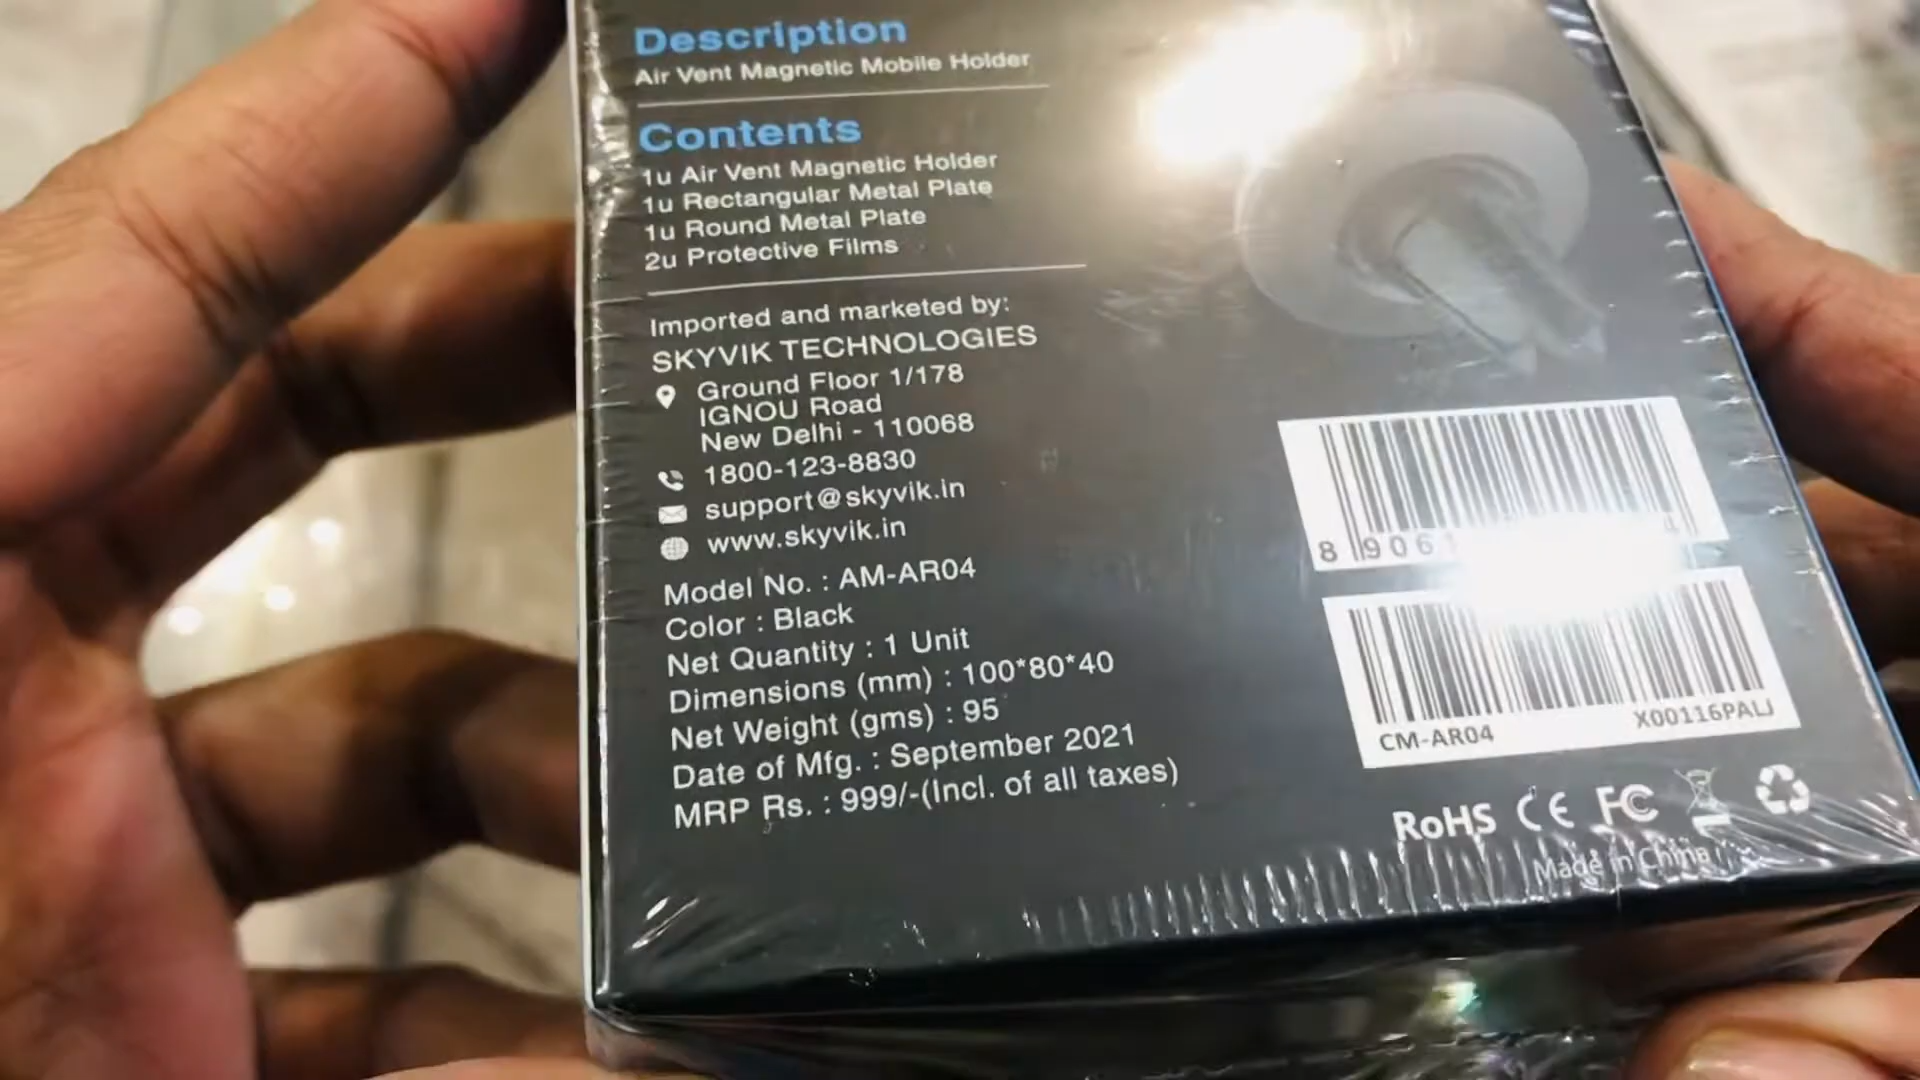 Description
Air Vent Magnetic Mobile Holder
Contents
1u Air Vent Magnetic Holder
1u Rectangular Metal Plate
1u Round Metal Plate
2u Protective Films
Imported and marketed by:
SKYVIK TECHNOLOGIES
Ground Floor 1/178
IGNOU Road
New Delhi - 110068
1800-123-8830
support@skyvik.in
www.skyvik.in
Model No. : AM-AR04
Color : Black
Net Quantity : 1 Unit
Dimensions (mm) : 100*80*40
Net Weight (gms) : 95
Date of Mfg. : September 2021
MRP Rs. : 999/-(Incl. of all taxes)
CM-AR04 X00116PALJ
RoHS CE FC
Made in China